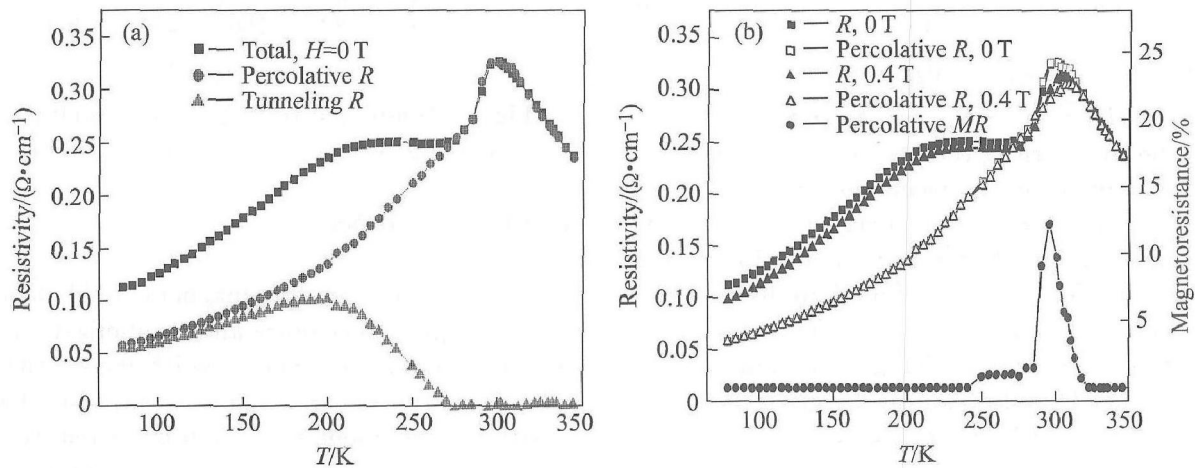 (a)
Total, H=0 T
Percolative R
Tunneling R
Resistivity/(Ω•cm⁻¹)
0.35
0.30
0.25
0.20
0.15
0.10
0.05
0
100
150
200
250
300
350
T/K
(b)
R, 0 T
Percolative R, 0 T
R, 0.4 T
Percolative R, 0.4 T
Percolative MR
Resistivity/(Ω•cm⁻¹)
0.35
0.30
0.25
0.20
0.15
0.10
0.05
0
100
150
200
250
300
350
T/K
25
20
15
10
5
Magnetoresistance/%